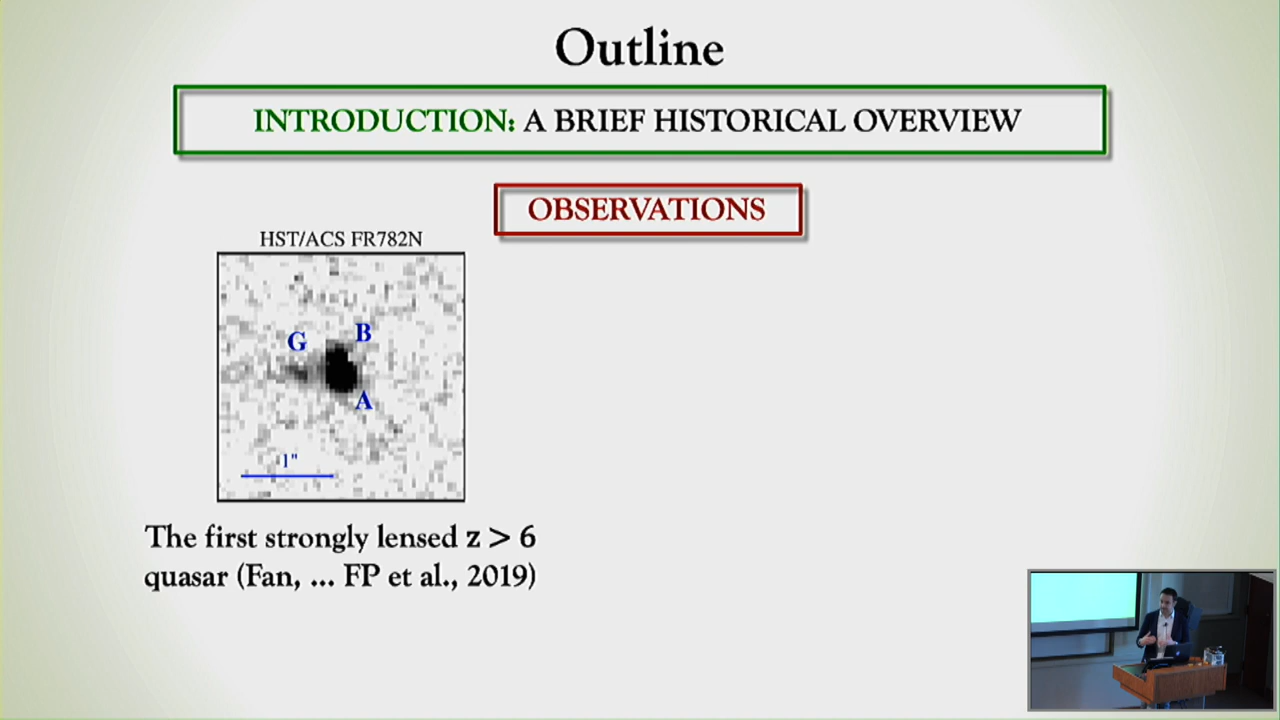 Outline
INTRODUCTION: A BRIEF HISTORICAL OVERVIEW
OBSERVATIONS
HST/ACS FR782N
G
B
A
1"
The first strongly lensed z > 6
quasar (Fan, ... FP et al., 2019)